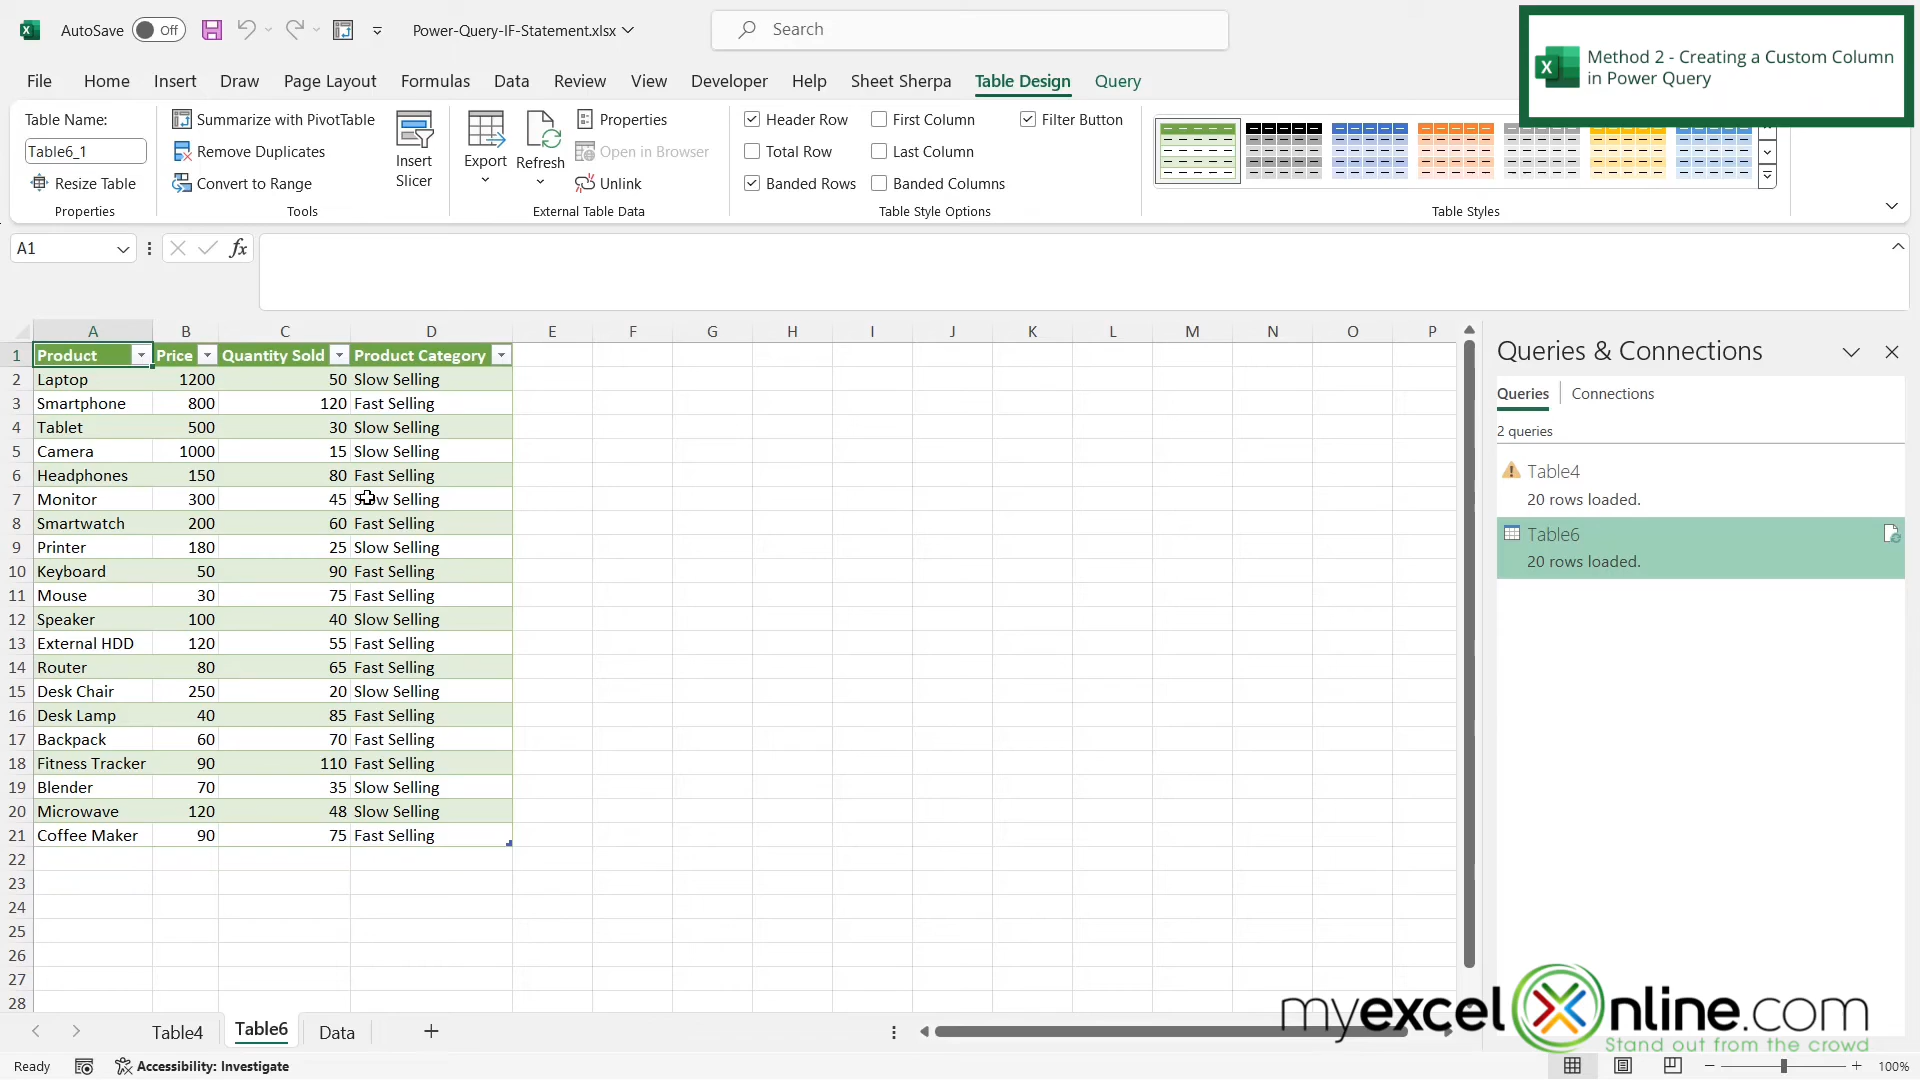 AutoSave Off Power-Query-IF-Statement.xlsx Search
Method 2 - Creating a Custom Column
in Power Query
File Home Insert Draw Page Layout Formulas Data Review View Developer Help Sheet Sherpa Table Design Query
Table Name:
Table6_1
Resize Table
Properties
Summarize with PivotTable
Remove Duplicates
Convert to Range
Tools
Insert
Slicer
Export
Refresh
Properties
Open in Browser
Unlink
External Table Data
Header Row First Column Filter Button
Total Row Last Column
Banded Rows Banded Columns
Table Style Options
Table Styles
A1 fx
A B C D E F G H I J K L M N O P
1 Product Price Quantity Sold Product Category
2 Laptop 1200 50 Slow Selling
3 Smartphone 800 120 Fast Selling
4 Tablet 500 30 Slow Selling
5 Camera 1000 15 Slow Selling
6 Headphones 150 80 Fast Selling
7 Monitor 300 45 Slow Selling
8 Smartwatch 200 60 Fast Selling
9 Printer 180 25 Slow Selling
10 Keyboard 50 90 Fast Selling
11 Mouse 30 75 Fast Selling
12 Speaker 100 40 Slow Selling
13 External HDD 120 55 Fast Selling
14 Router 80 65 Fast Selling
15 Desk Chair 250 20 Slow Selling
16 Desk Lamp 40 85 Fast Selling
17 Backpack 60 70 Fast Selling
18 Fitness Tracker 90 110 Fast Selling
19 Blender 70 35 Slow Selling
20 Microwave 120 48 Slow Selling
21 Coffee Maker 90 75 Fast Selling
22
23
24
25
26
27
28
Queries & Connections
Queries Connections
2 queries
Table4
20 rows loaded.
Table6
20 rows loaded.
Table4 Table6 Data
myexcelonline.com
Stand out from the crowd
Ready Accessibility: Investigate 100%